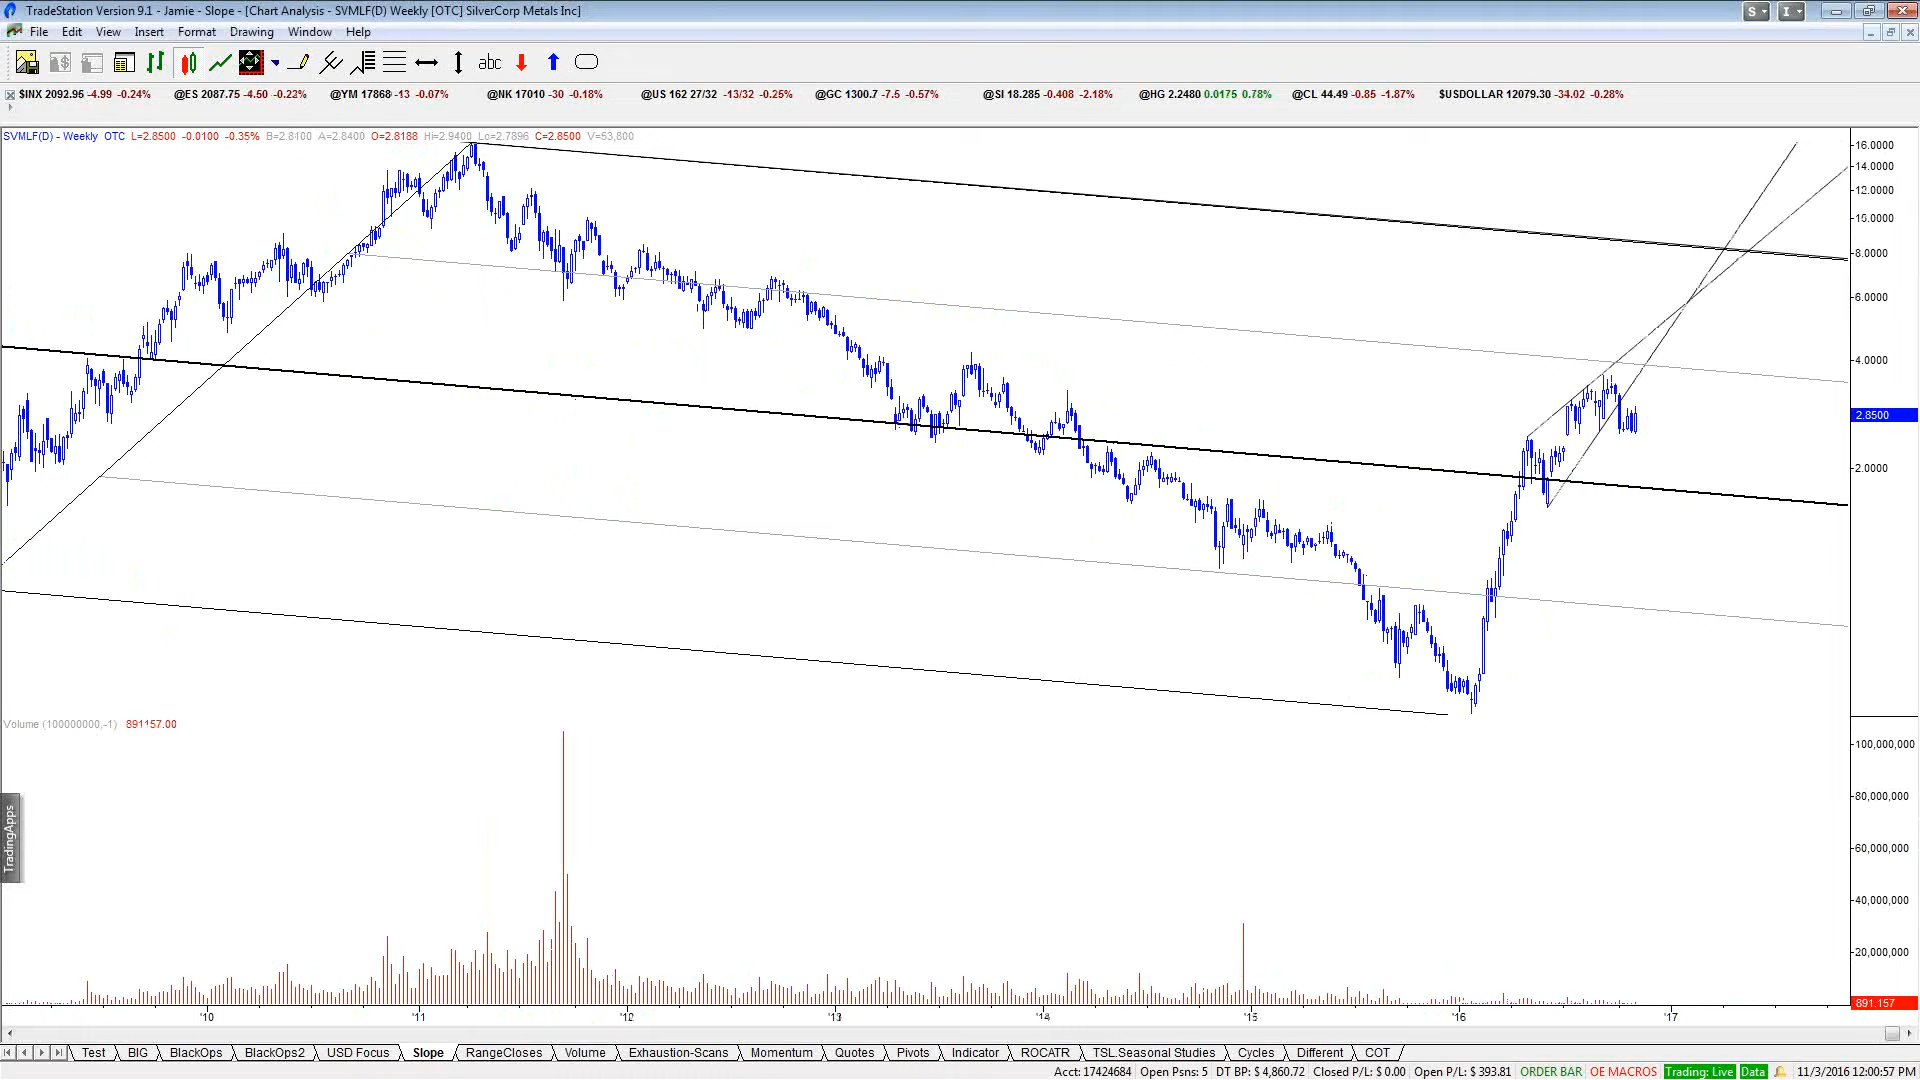 TradeStation Version 9.1 - Jamie - Slope - [Chart Analysis - SVMLF(D) Weekly [OTC] SilverCorp Metals Inc]
S I
File Edit View Insert Format Drawing Window Help
abc
$INX 2092.95 -4.99 -0.24% @ES 2087.75 -4.50 -0.22% @YM 17868 -13 -0.07% @NK 17010 -30 -0.18% @US 162 27/32 -13/32 -0.25% @GC 1300.7 -7.5 -0.57% @SI 18.285 -0.408 -2.18% @HG 2.2480 0.0175 0.78% @CL 44.49 -0.85 -1.87% $USDOLLAR 12079.30 -34.02 -0.28%
SVMLF(D) - Weekly OTC L=2.8500 -0.0100 -0.35% B=2.8100 A=2.8400 O=2.8188 Hi=2.9400 Lo=2.7896 C=2.8500 V=53,800
16.0000
14.0000
12.0000
10.0000
8.0000
6.0000
4.0000
2.8500
2.0000
Volume (100000000,-1) 891157.00
100,000,000
80,000,000
60,000,000
40,000,000
20,000,000
891.157
TradingApps
'10 '11 '12 '13 '14 '15 '16 '17
Test BIG BlackOps BlackOps2 USD Focus Slope RangeCloses Volume Exhaustion-Scans Momentum Quotes Pivots Indicator ROCATR TSL.Seasonal Studies Cycles Different COT
Acct: 17424684 Open Psns: 5 DT BP: $ 4,860.72 Closed P/L: $ 0.00 Open P/L: $ 393.81 ORDER BAR OE MACROS Trading: Live Data 11/3/2016 12:00:57 PM